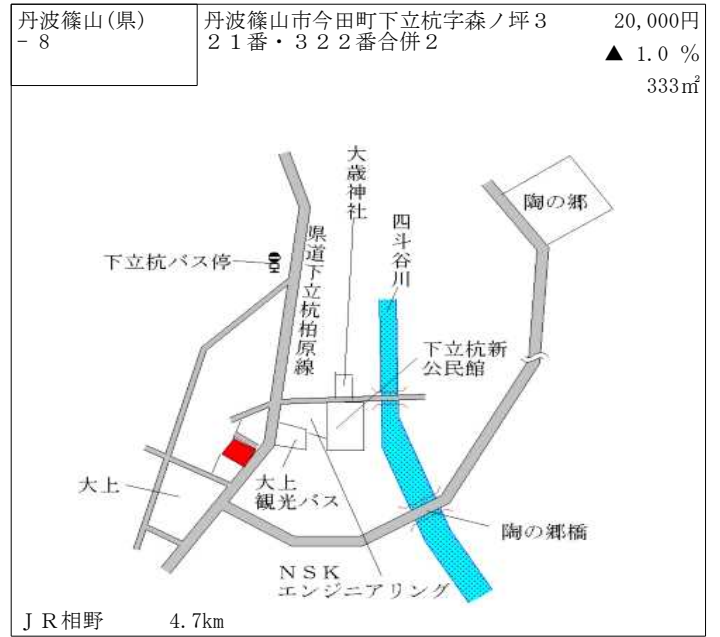 丹波篠山(県)
- 8
丹波篠山市今田町下立杭字森ノ坪3
21番・322番合併2
20,000円
▲ 1.0 %
333㎡
大歳神社
陶の郷
四斗谷川
県道下立杭柏原線
下立杭バス停
下立杭新
公民館
大上
大上
観光バス
陶の郷橋
NSK
エンジニアリング
JR相野 4.7km